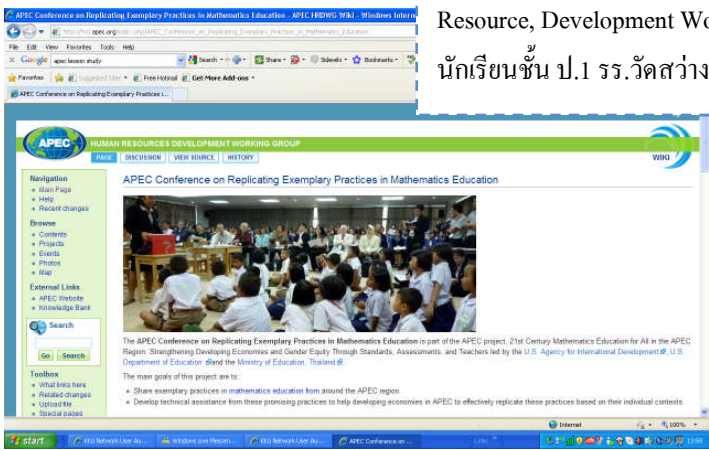 Resource, Development Wo
นักเรียนชั้น ป.1 รร.วัดสว่าง
APEC Conference on Replicating Exemplary Practices in Mathematics Education - APEC HRDWG Wiki - Windows Intern
File Edit View Favorites Tools Help
Google apec lesson study Search Share Sidewiki Bookmarks
Favorites Suggested Sites Free Hotmail Get More Add-ons
APEC Conference on Replicating Exemplary Practices i...
APEC HUMAN RESOURCES DEVELOPMENT WORKING GROUP
PAGE DISCUSSION VIEW SOURCE HISTORY WIKI
Navigation
Main Page
Help
Recent changes
Browse
Contents
Projects
Events
Photos
Map
External Links
APEC Website
Knowledge Bank
Search
Go Search
Toolbox
What links here
Related changes
Upload file
Special pages
APEC Conference on Replicating Exemplary Practices in Mathematics Education
The APEC Conference on Replicating Exemplary Practices in Mathematics Education is part of the APEC project, 21st Century Mathematics Education for All in the APEC
Region: Strengthening Developing Economies and Gender Equity Through Standards, Assessments, and Teachers led by the U.S. Agency for International Development, U.S.
Department of Education and the Ministry of Education, Thailand.
The main goals of this project are to:
Share exemplary practices in mathematics education from around the APEC region
Develop technical assistance from these promising practices to help developing economies in APEC to effectively replicate these practices based on their individual contexts.
Internet 100%
start KKU Network User Au... Windows Live Messen... KKU Network User Au... APEC Conference on ... Links 13:59